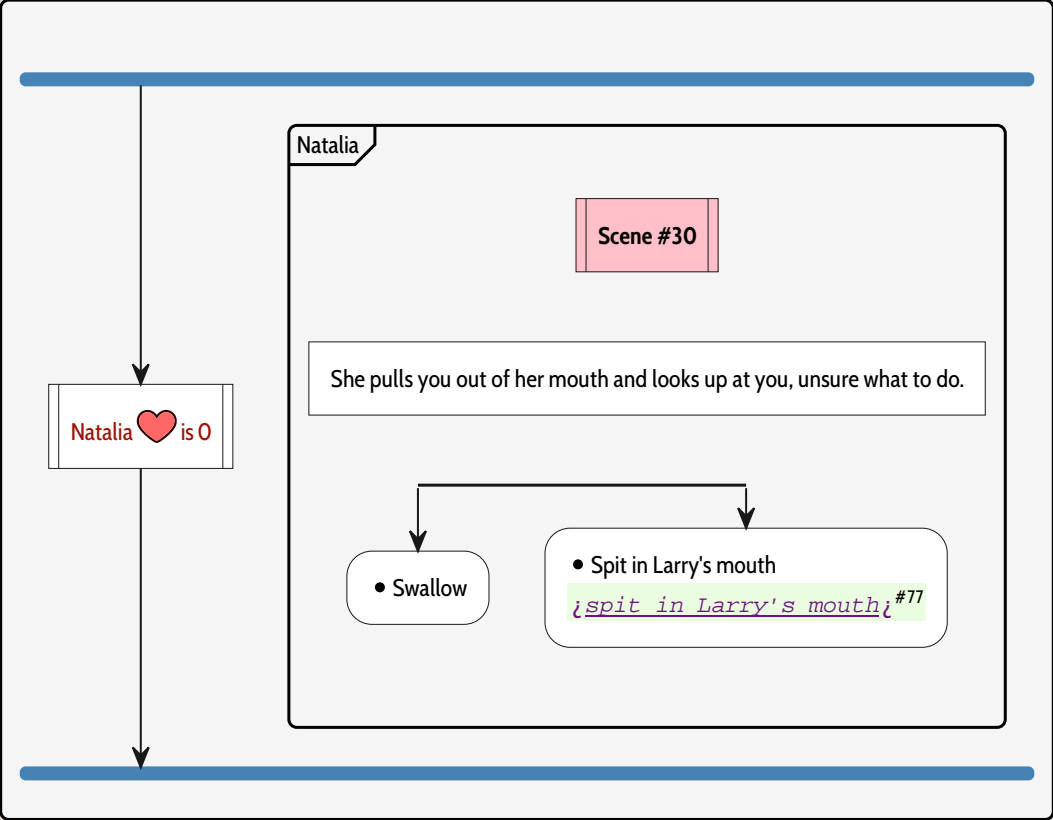 Natalia
Scene #30
She pulls you out of her mouth and looks up at you, unsure what to do.
Natalia is 0
• Swallow
• Spit in Larry's mouth
¿spit in Larry's mouth¿#77